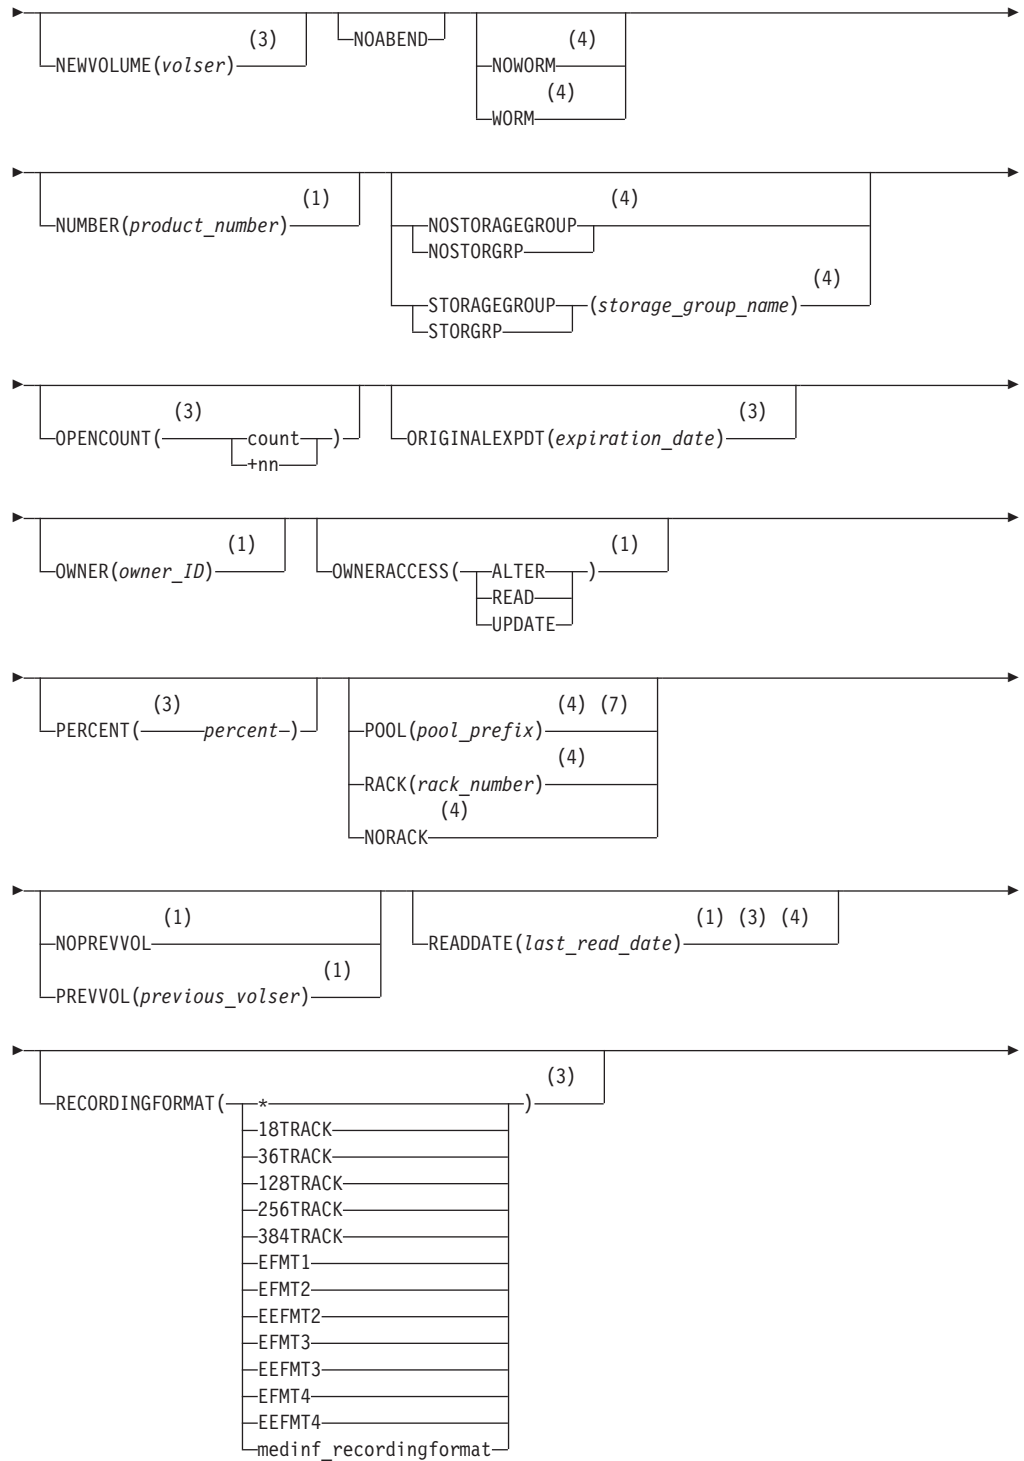 (3)
NEWVOLUME(volser)
NOABEND
(4)
NOWORM
(4)
WORM
(1)
NUMBER(product_number)
(4)
NOSTORAGEGROUP
NOSTORGRP
(4)
STORAGEGROUP (storage_group_name)
STORGRP
(3)
OPENCOUNT( count )
+nn
(3)
ORIGINALEXPDT(expiration_date)
(1)
OWNER(owner_ID)
(1)
OWNERACCESS( ALTER )
READ
UPDATE
(3)
PERCENT( percent )
(4) (7)
POOL(pool_prefix)
(4)
RACK(rack_number)
(4)
NORACK
(1)
NOPREVVOL
(1)
PREVVOL(previous_volser)
(1) (3) (4)
READDATE(last_read_date)
(3)
RECORDINGFORMAT( * )
18TRACK
36TRACK
128TRACK
256TRACK
384TRACK
EFMT1
EFMT2
EEFMT2
EFMT3
EEFMT3
EFMT4
EEFMT4
medinf_recordingformat